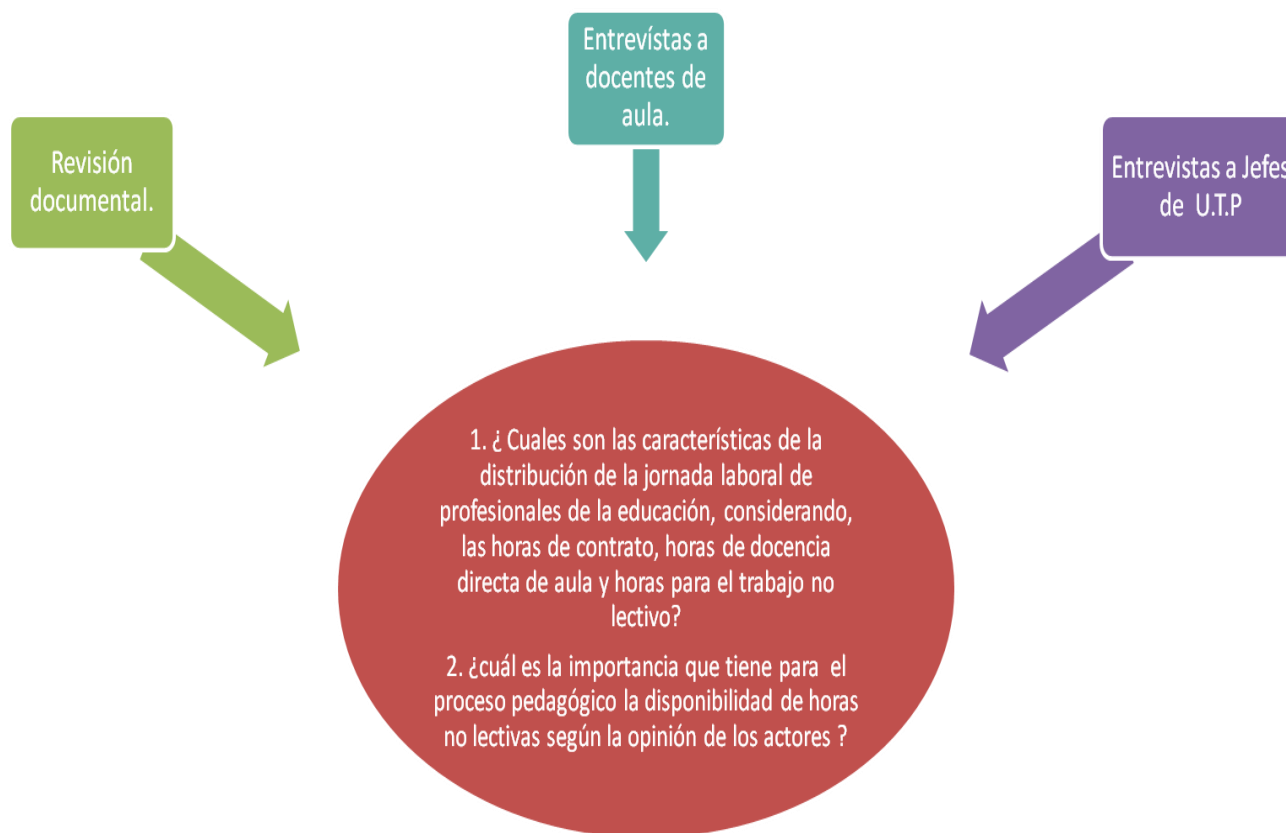 Entrevístas a
docentes de
aula.
Revisión
documental.
Entrevistas a Jefes
de U.T.P
1. ¿ Cuales son las características de la
distribución de la jornada laboral de
profesionales de la educación, considerando,
las horas de contrato, horas de docencia
directa de aula y horas para el trabajo no
lectivo?
2. ¿cuál es la importancia que tiene para el
proceso pedagógico la disponibilidad de horas
no lectivas según la opinión de los actores ?